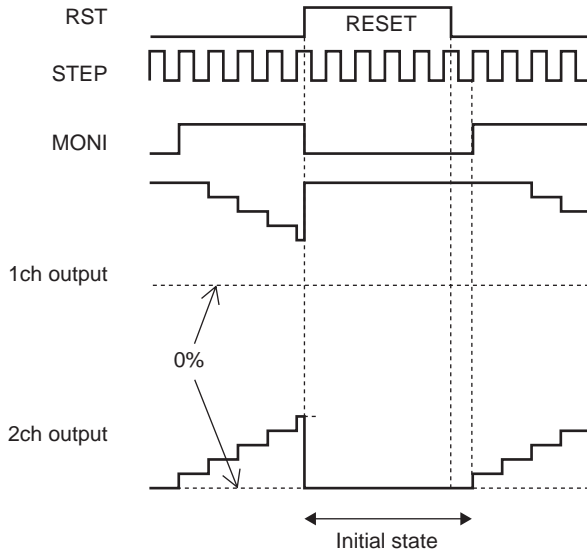 RST
RESET
STEP
MONI
1ch output
0%
2ch output
Initial state